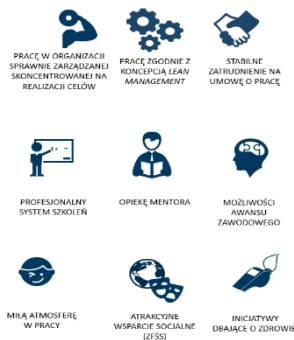 PRACĘ W ORGANIZACJI
SPRAWNIE ZARZĄDZANEJ
SKONCENTROWANEJ NA
REALIZACJI CELÓW
PRACĘ ZGODNIE Z
KONCEPCJĄ LEAN
MANAGEMENT
STABILNE
ZATRUDNIENIE NA
UMOWĘ O PRACĘ
PROFESJONALNY
SYSTEM SZKOLEŃ
OPIEKĘ MENTORA
MOŻLIWOŚCI
AWANSU
ZAWODOWEGO
MIŁĄ ATMOSFERĘ
W PRACY
ATRAKCYJNE
WSPARCIE SOCJALNE
(ZFŚS)
INICJATYWY
DBAJĄCE O ZDROWIE